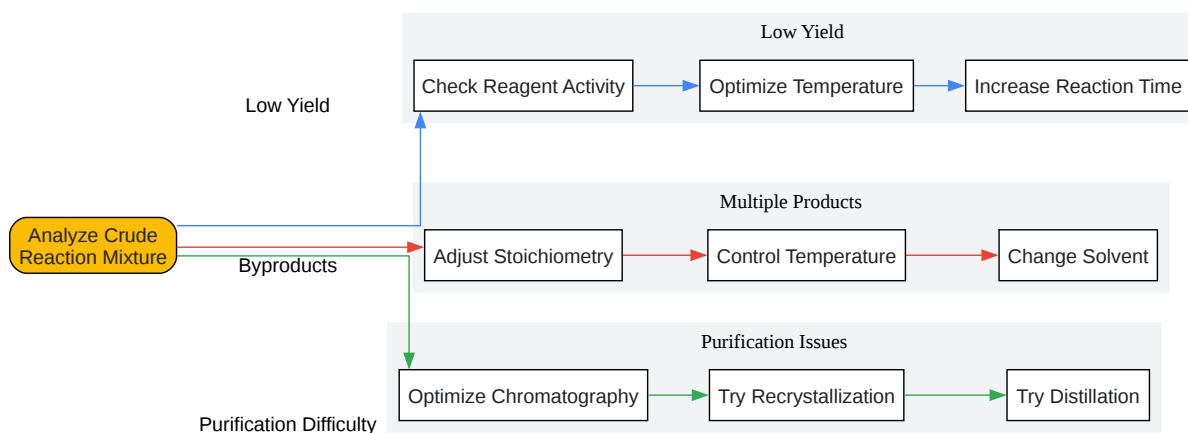 Low Yield
Check Reagent Activity
Optimize Temperature
Increase Reaction Time
Low Yield
Multiple Products
Analyze Crude
Reaction Mixture
Adjust Stoichiometry
Control Temperature
Change Solvent
Byproducts
Purification Issues
Optimize Chromatography
Try Recrystallization
Try Distillation
Purification Difficulty